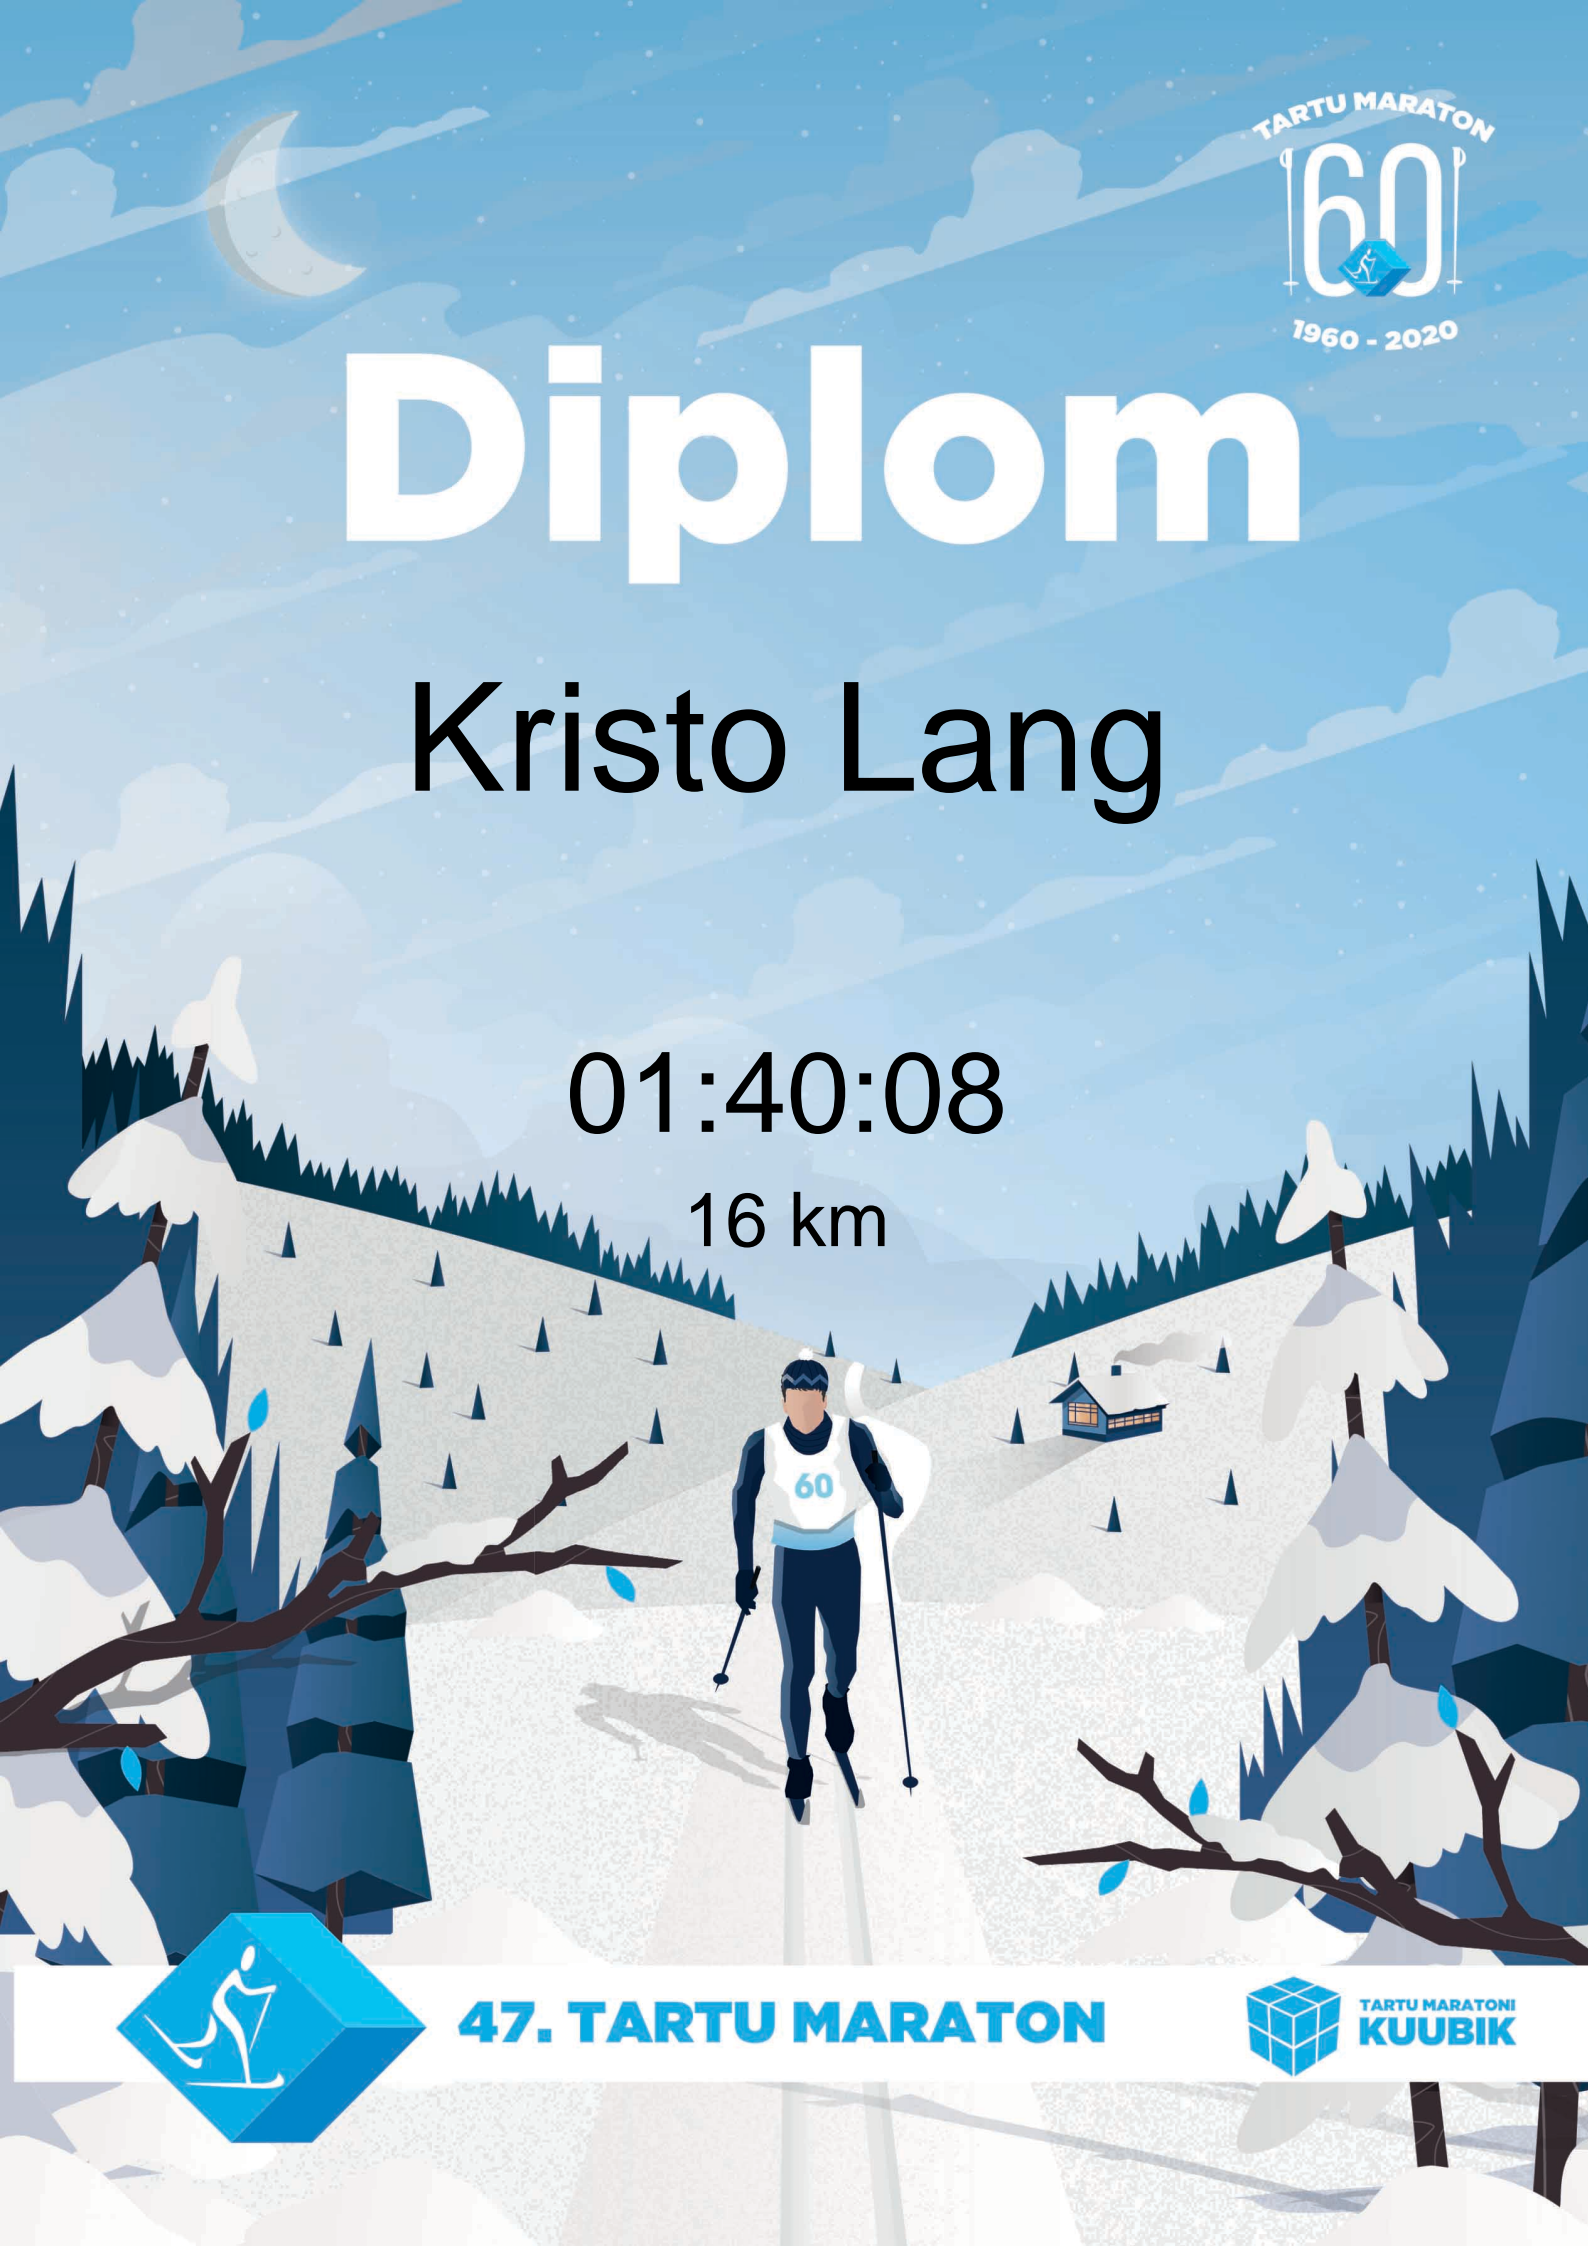 TARTU MARATON
60
1960 - 2020
Diplom
Kristo Lang
01:40:08
16 km
60
47. TARTU MARATON
TARTU MARATONI
KUUBIK